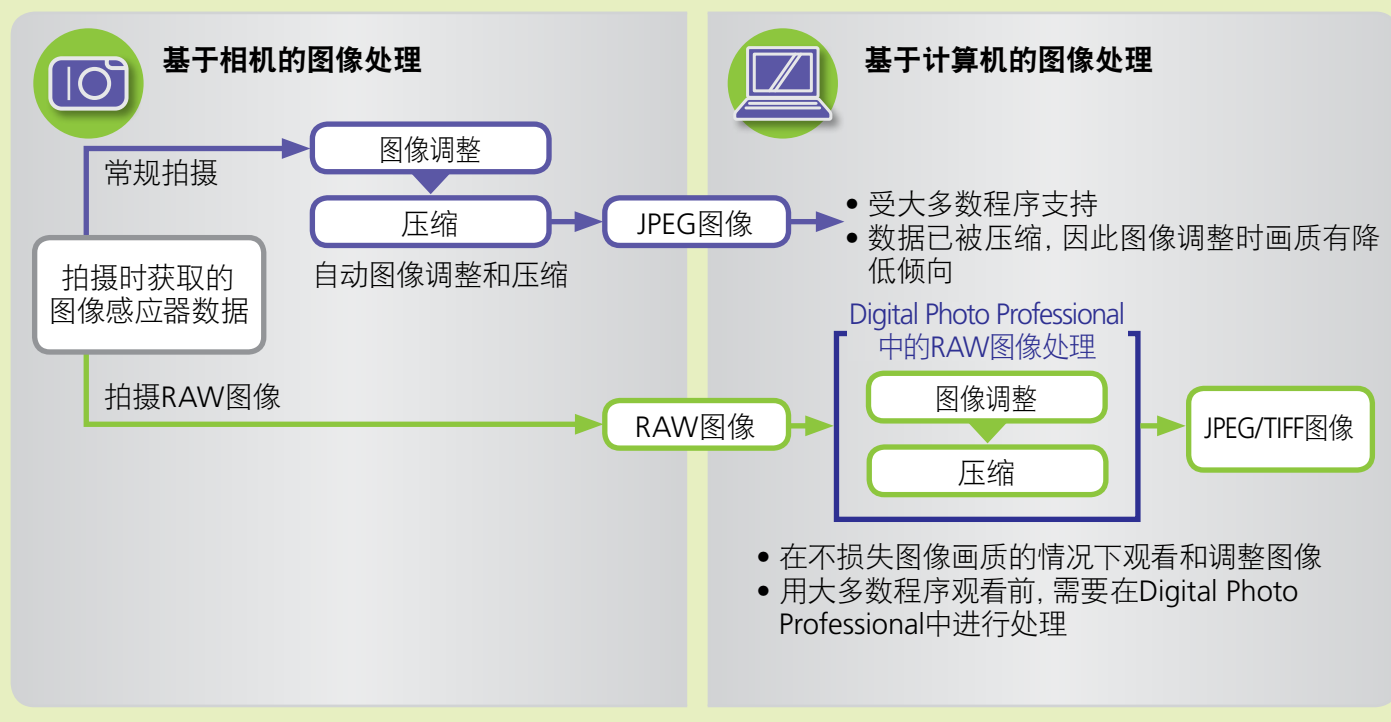 基于相机的图像处理
常规拍摄
图像调整
压缩
自动图像调整和压缩
JPEG图像
拍摄时获取的
图像感应器数据
拍摄RAW图像
RAW图像
基于计算机的图像处理
• 受大多数程序支持
• 数据已被压缩, 因此图像调整时画质有降
低倾向
Digital Photo Professional
中的RAW图像处理
图像调整
压缩
JPEG/TIFF图像
• 在不损失图像画质的情况下观看和调整图像
• 用大多数程序观看前, 需要在Digital Photo
Professional中进行处理